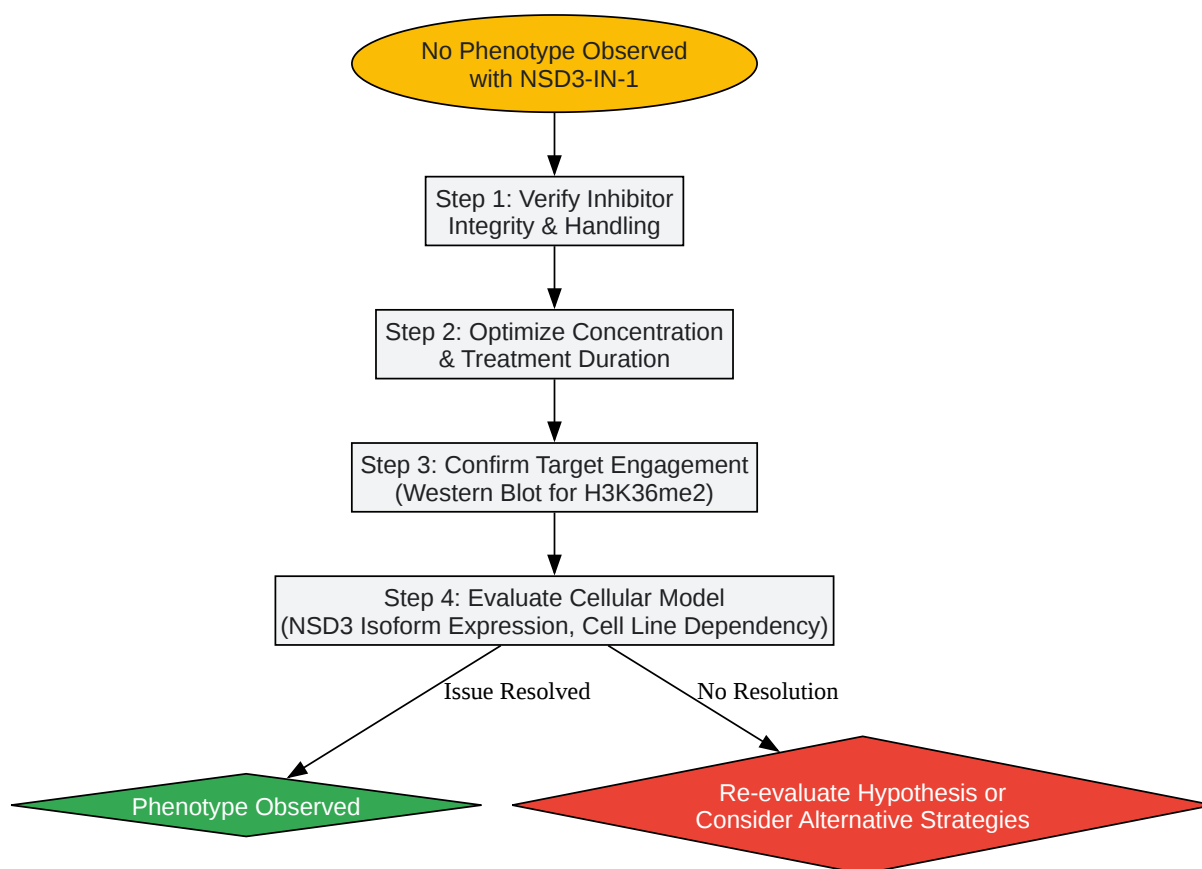 No Phenotype Observed
with NSD3-IN-1
Step 1: Verify Inhibitor
Integrity & Handling
Step 2: Optimize Concentration
& Treatment Duration
Step 3: Confirm Target Engagement
(Western Blot for H3K36me2)
Step 4: Evaluate Cellular Model
(NSD3 Isoform Expression, Cell Line Dependency)
Issue Resolved
No Resolution
Phenotype Observed
Re-evaluate Hypothesis or
Consider Alternative Strategies